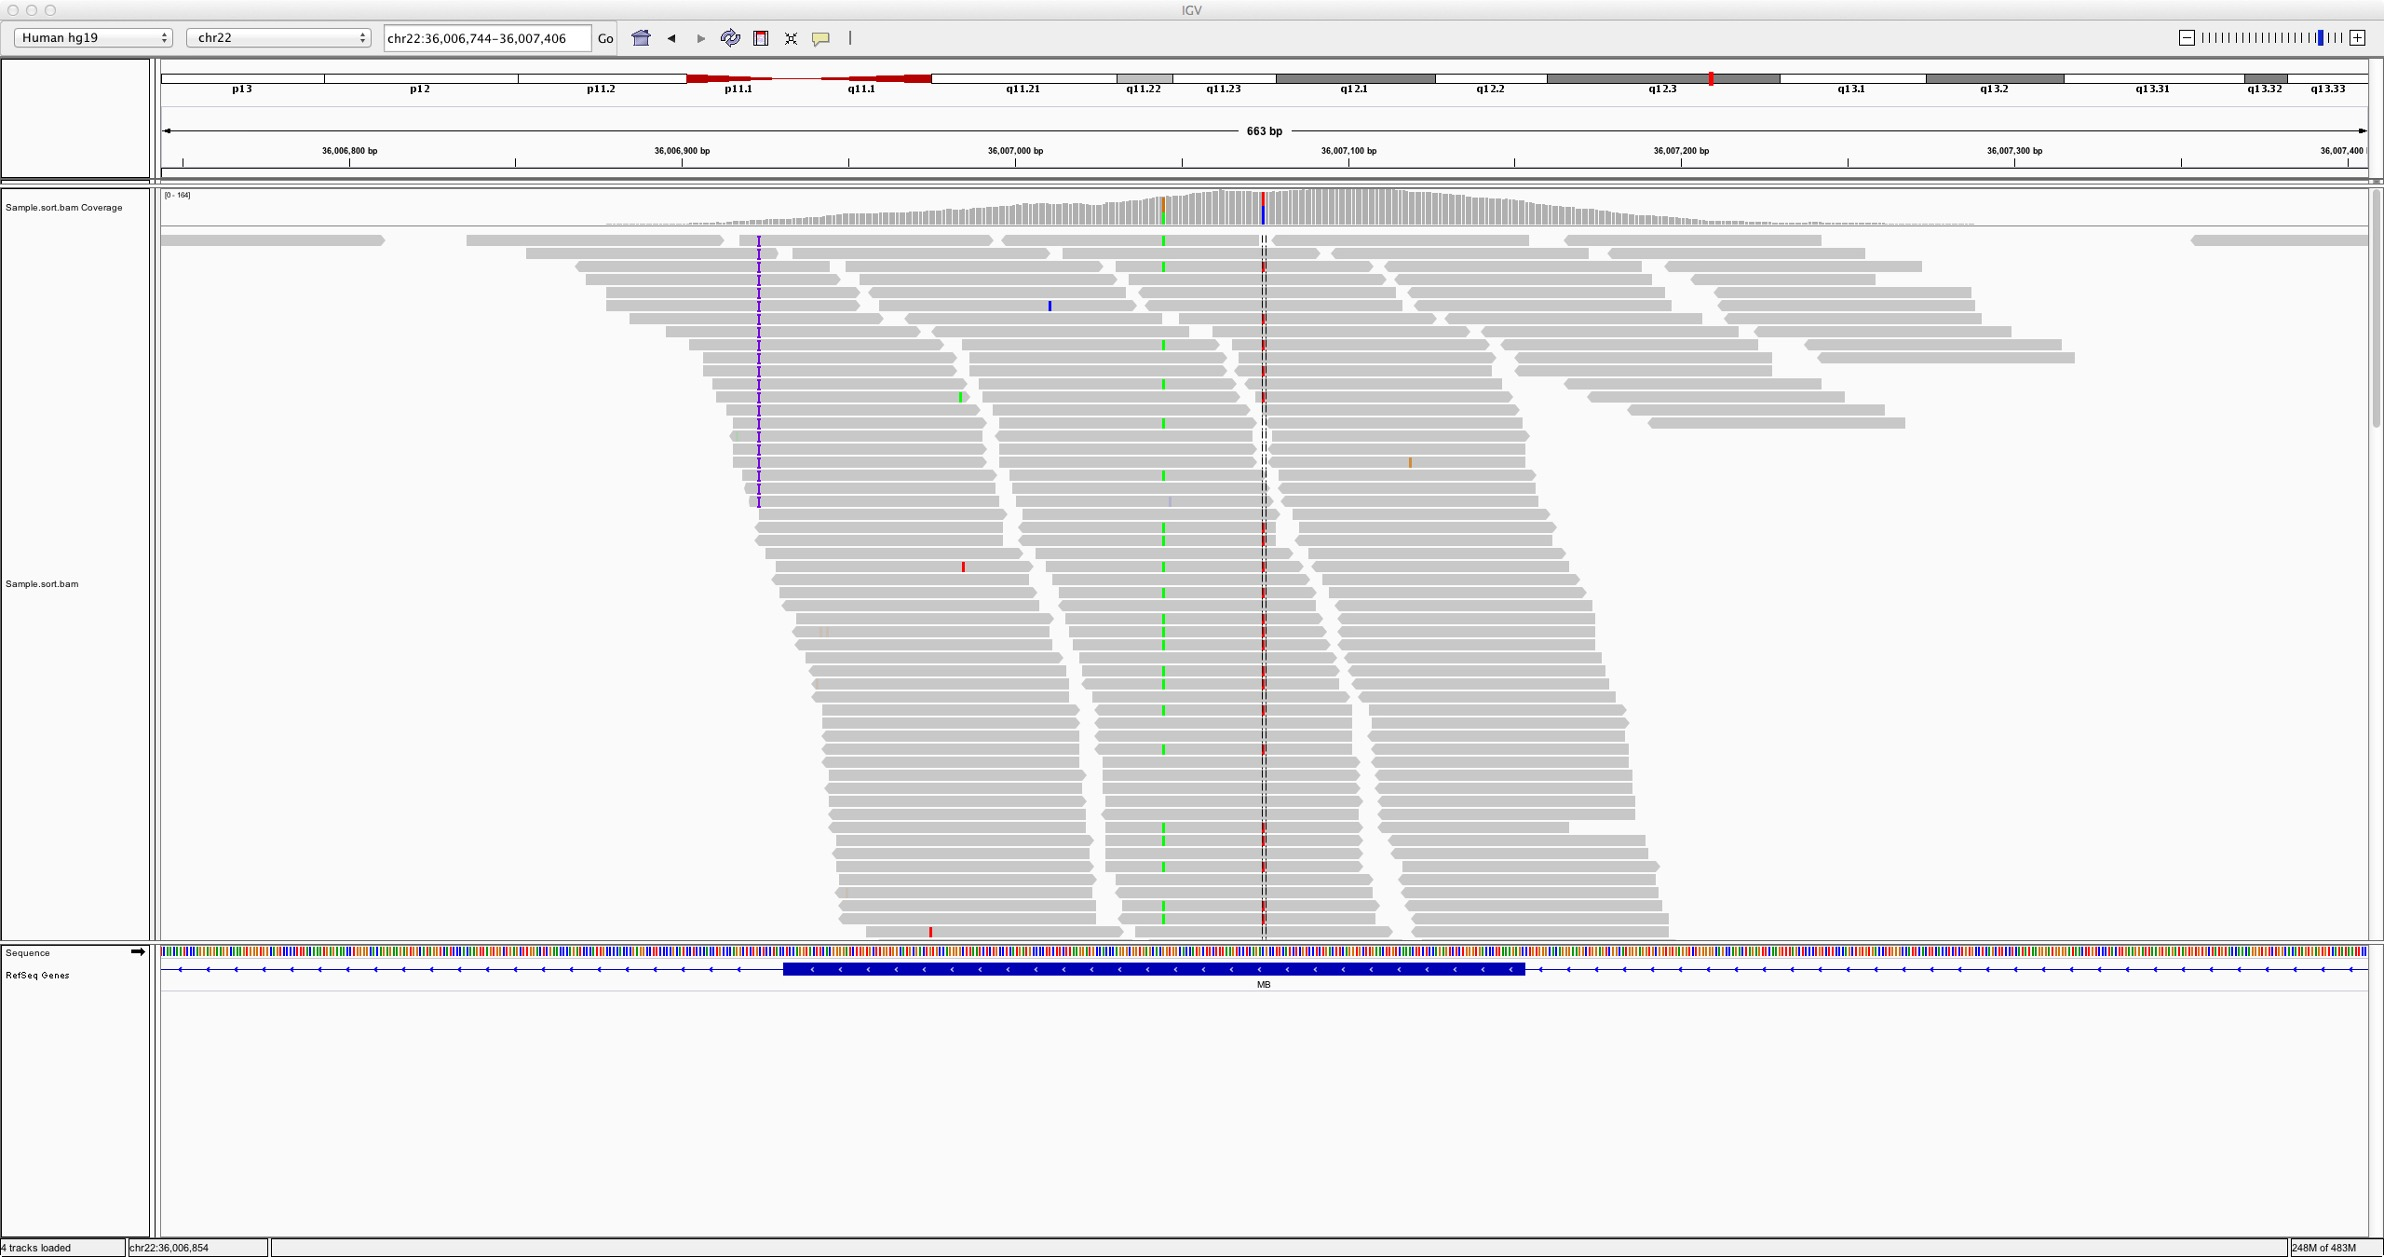 IGV
Human hg19 chr22 chr22:36,006,744-36,007,406 Go
p13 p12 p11.2 p11.1 q11.1 q11.21 q11.22 q11.23 q12.1 q12.2 q12.3 q13.1 q13.2 q13.31 q13.32 q13.33
663 bp
36,006,800 bp 36,006,900 bp 36,007,000 bp 36,007,100 bp 36,007,200 bp 36,007,300 bp 36,007,400
[0 - 164]
Sample.sort.bam Coverage
Sample.sort.bam
Sequence
RefSeq Genes
MB
4 tracks loaded chr22:36,006,854 248M of 483M